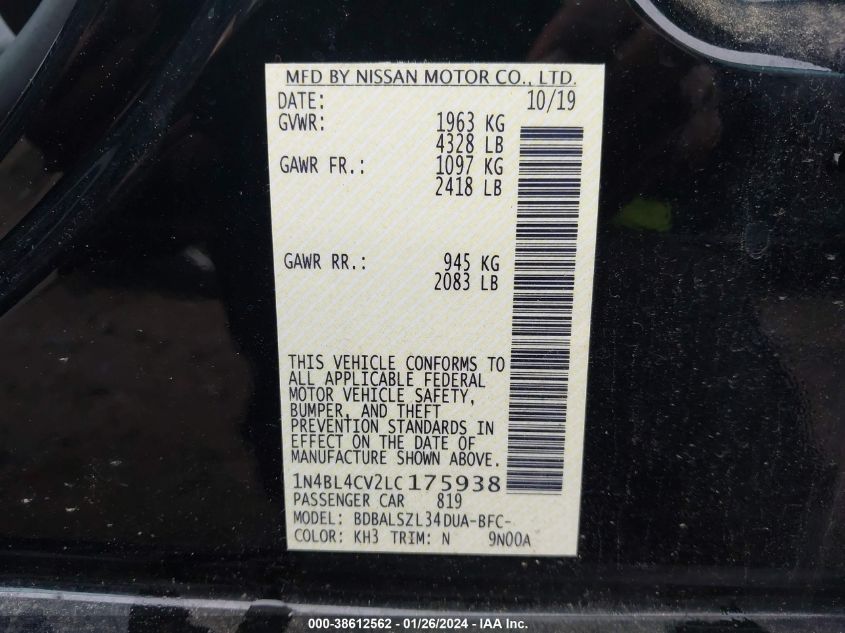 MFD BY NISSAN MOTOR CO., LTD.
DATE: 10/19
GVWR: 1963 KG
4328 LB
GAWR FR.: 1097 KG
2418 LB
GAWR RR.: 945 KG
2083 LB
THIS VEHICLE CONFORMS TO
ALL APPLICABLE FEDERAL
MOTOR VEHICLE SAFETY,
BUMPER, AND THEFT
PREVENTION STANDARDS IN
EFFECT ON THE DATE OF
MANUFACTURE SHOWN ABOVE.
1N4BL4CV2LC175938
PASSENGER CAR 819
MODEL: BDBALSZL34DUA-BFC-
COLOR: KH3 TRIM: N 9N00A
000-38612562 - 01/26/2024 - IAA Inc.